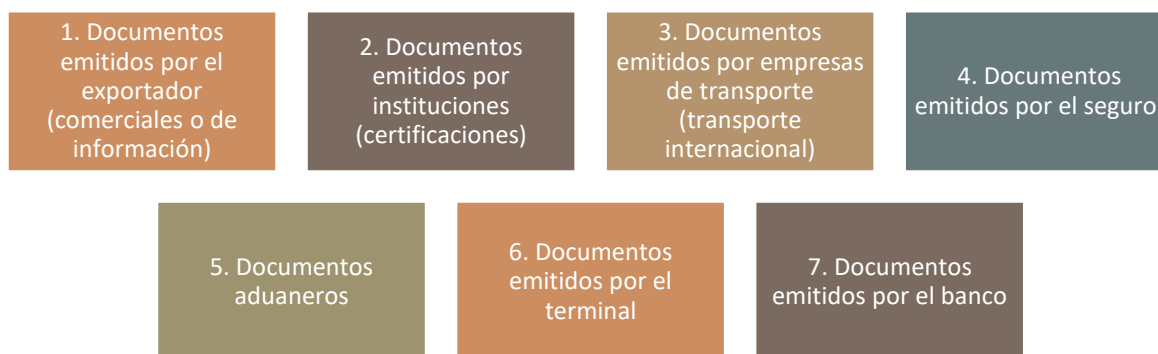 1. Documentos
emitidos por el
exportador
(comerciales o de
información)
2. Documentos
emitidos por
instituciones
(certificaciones)
3. Documentos
emitidos por empresas
de transporte
(transporte
internacional)
4. Documentos
emitidos por el seguro
5. Documentos
aduaneros
6. Documentos
emitidos por el
terminal
7. Documentos
emitidos por el banco